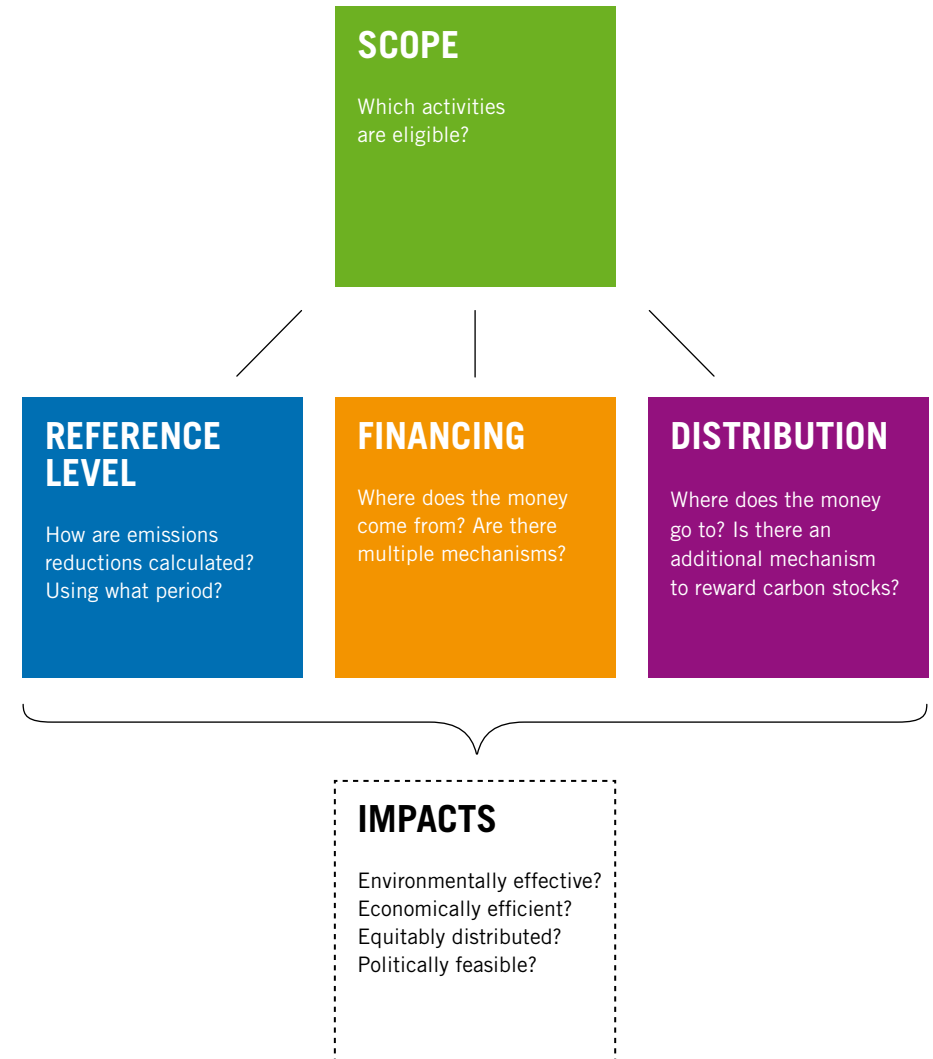 SCOPE
Which activities
are eligible?
REFERENCE
LEVEL
How are emissions
reductions calculated?
Using what period?
FINANCING
Where does the money
come from? Are there
multiple mechanisms?
DISTRIBUTION
Where does the money
go to? Is there an
additional mechanism
to reward carbon stocks?
IMPACTS
Environmentally effective?
Economically efficient?
Equitably distributed?
Politically feasible?